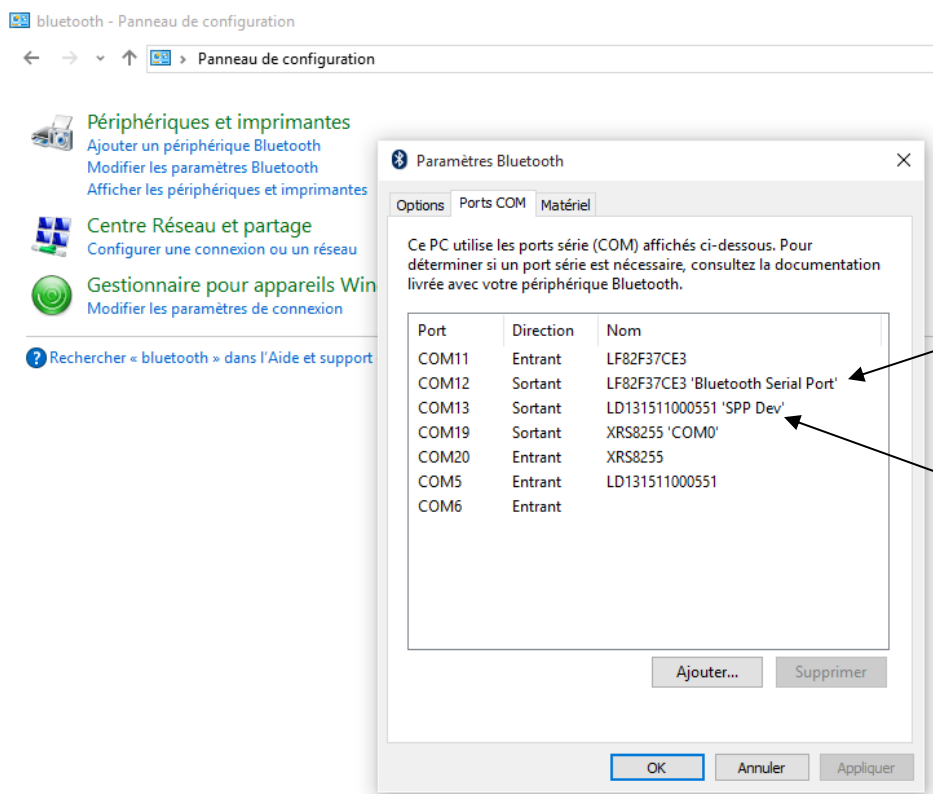 bluetooth - Panneau de configuration
Panneau de configuration
Périphériques et imprimantes
Ajouter un périphérique Bluetooth
Modifier les paramètres Bluetooth
Afficher les périphériques et imprimantes
Centre Réseau et partage
Configurer une connexion ou un réseau
Gestionnaire pour appareils Win
Modifier les paramètres de connexion
Rechercher « bluetooth » dans l'Aide et support
Paramètres Bluetooth
Options Ports COM Matériel
Ce PC utilise les ports série (COM) affichés ci-dessous. Pour
déterminer si un port série est nécessaire, consultez la documentation
livrée avec votre périphérique Bluetooth.
Port Direction Nom
COM11 Entrant LF82F37CE3
COM12 Sortant LF82F37CE3 'Bluetooth Serial Port'
COM13 Sortant LD131511000551 'SPP Dev'
COM19 Sortant XRS8255 'COM0'
COM20 Entrant XRS8255
COM5 Entrant LD131511000551
COM6 Entrant
Ajouter... Supprimer
OK Annuler Appliquer